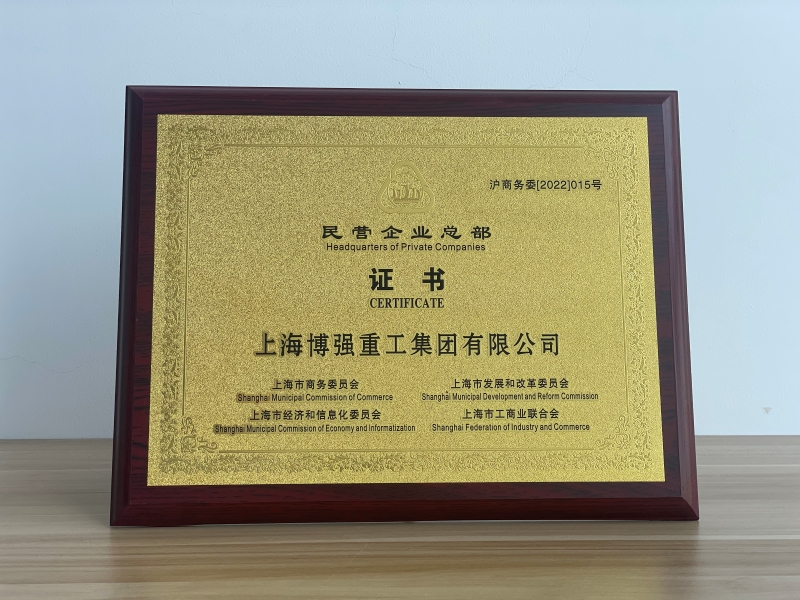 沪商务委[2022]015号
民营企业总部
Headquarters of Private Companies
证书
CERTIFICATE
上海博强重工集团有限公司
上海市商务委员会
Shanghai Municipal Commission of Commerce
上海市发展和改革委员会
Shanghai Municipal Development and Reform Commission
上海市经济和信息化委员会
Shanghai Municipal Commission of Economy and Informatization
上海市工商业联合会
Shanghai Federation of Industry and Commerce